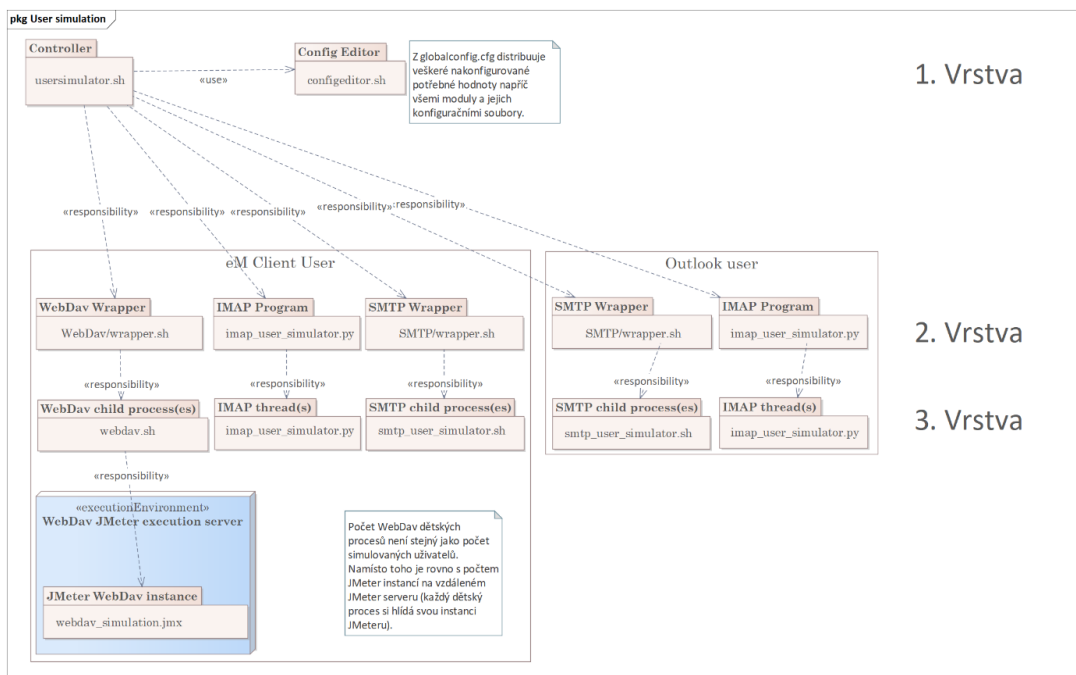 pkg User simulation
Controller
usersimulator.sh
«use»
Config Editor
configeditor.sh
Z globalconfig.cfg distribuuje
veškeré nakonfigurované
potřebné hodnoty napříč
všemi moduly a jejich
konfiguračními soubory.
1. Vrstva
«responsibility»
«responsibility»
«responsibility»
«responsibility»
«responsibility»
eM Client User
Outlook user
WebDav Wrapper
WebDav/wrapper.sh
IMAP Program
imap_user_simulator.py
SMTP Wrapper
SMTP/wrapper.sh
SMTP Wrapper
SMTP/wrapper.sh
IMAP Program
imap_user_simulator.py
2. Vrstva
«responsibility»
«responsibility»
«responsibility»
«responsibility»
«responsibility»
WebDav child process(es)
webdav.sh
IMAP thread(s)
imap_user_simulator.py
SMTP child process(es)
smtp_user_simulator.sh
SMTP child process(es)
smtp_user_simulator.sh
IMAP thread(s)
imap_user_simulator.py
3. Vrstva
«responsibility»
«executionEnvironment»
WebDav JMeter execution server
JMeter WebDav instance
webdav_simulation.jmx
Počet WebDav dětských
procesů není stejný jako počet
simulovaných uživatelů.
Namísto toho je rovno s počtem
JMeter instancí na vzdáleném
JMeter serveru (každý dětský
proces si hlídá svou instanci
JMeteru).